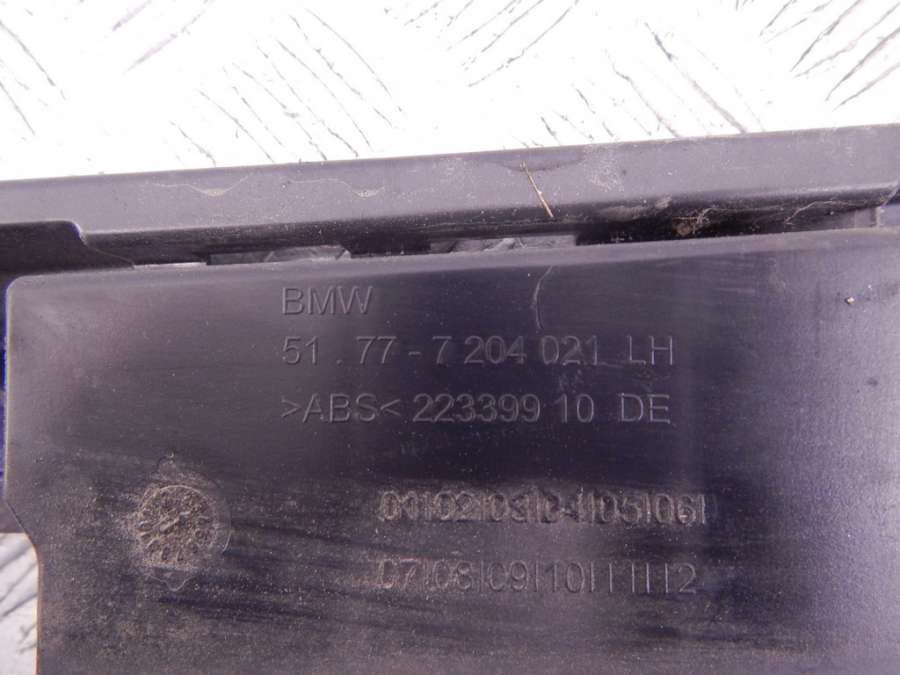 BMW
51.77-7 204 021 LH
>ABS< 223399 10 DE
01|02|03|04|05|06|
07|08|09|10|11|12